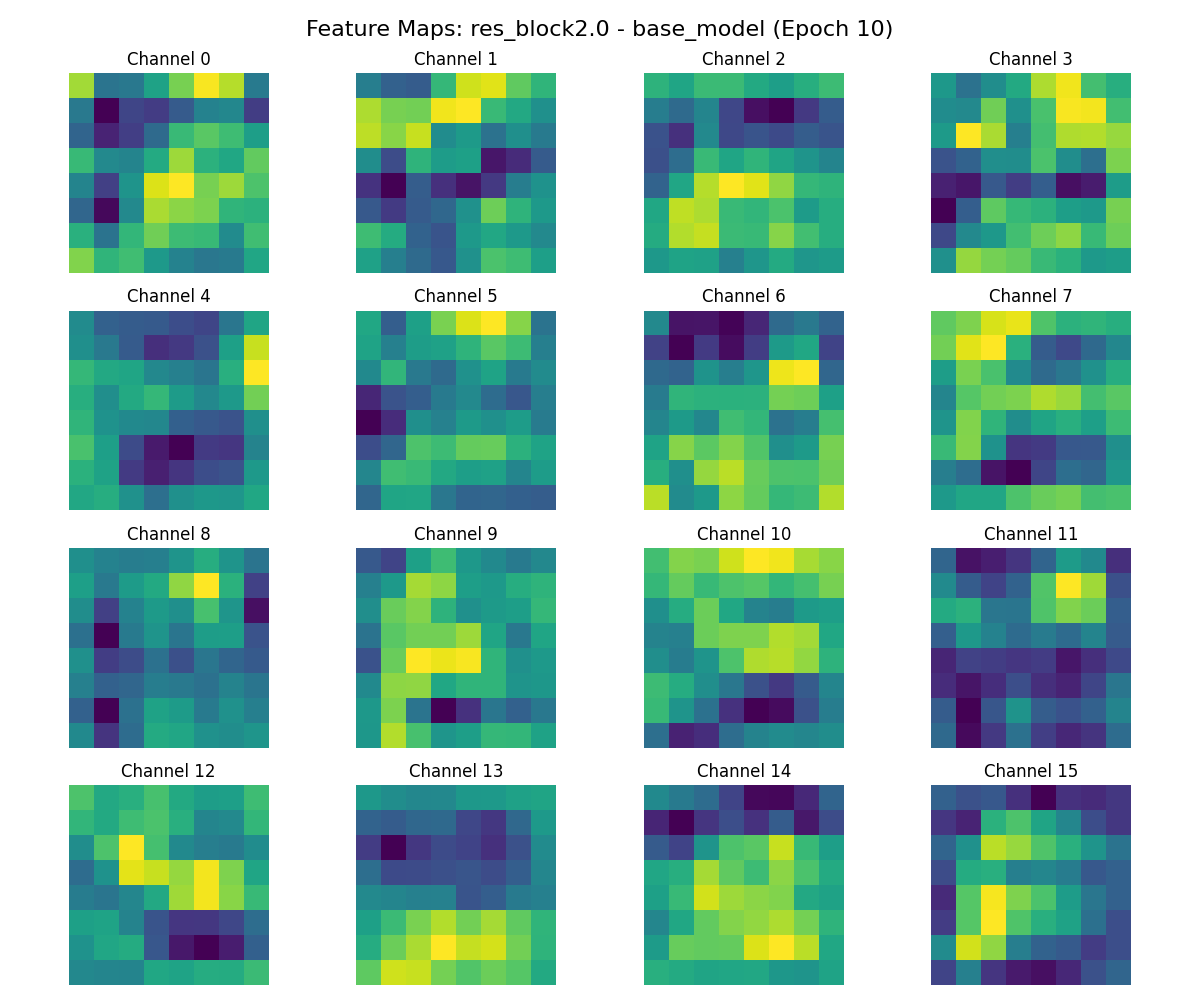 Feature Maps: res_block2.0 - base_model (Epoch 10)
Channel 0
Channel 1
Channel 2
Channel 3
Channel 4
Channel 5
Channel 6
Channel 7
Channel 8
Channel 9
Channel 10
Channel 11
Channel 12
Channel 13
Channel 14
Channel 15